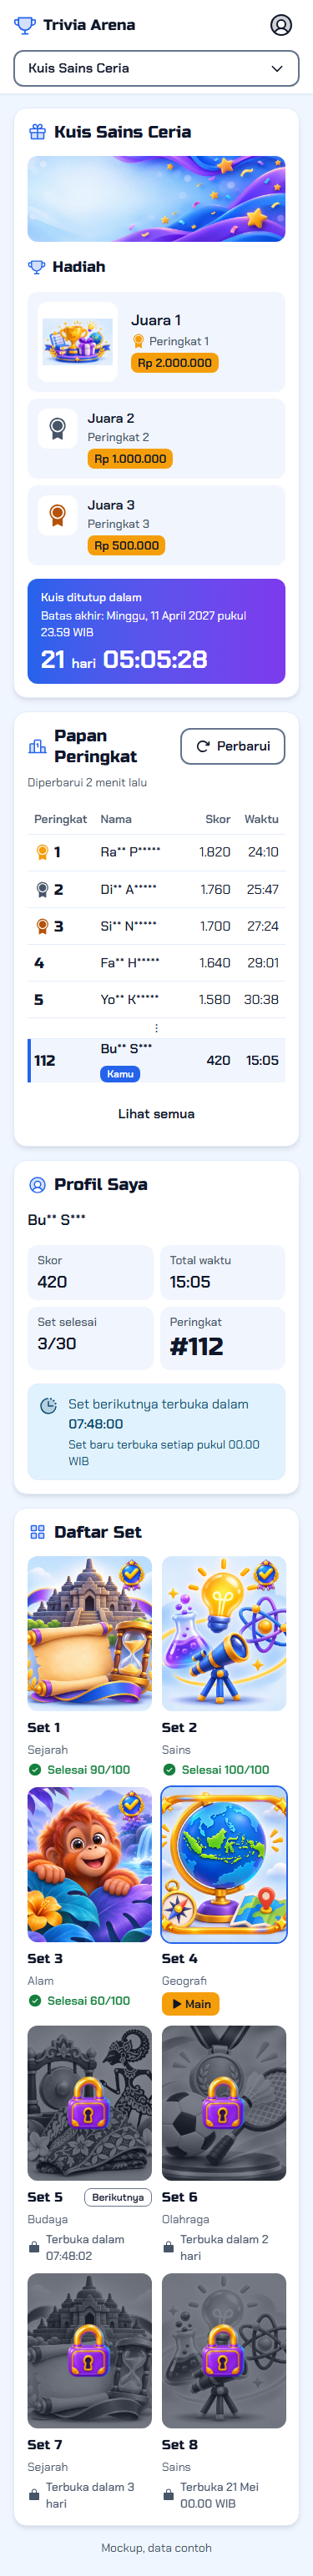 Trivia Arena
Kuis Sains Ceria
Kuis Sains Ceria
Hadiah
Juara 1
Peringkat 1
Rp 2.000.000
Juara 2
Peringkat 2
Rp 1.000.000
Juara 3
Peringkat 3
Rp 500.000
Kuis ditutup dalam
Batas akhir: Minggu, 11 April 2027 pukul
23.59 WIB
21 hari 05:05:28
Papan
Peringkat
Perbarui
Diperbarui 2 menit lalu
Peringkat Nama Skor Waktu
1 Ra** P***** 1.820 24:10
2 Di** A***** 1.760 25:47
3 Si** N***** 1.700 27:24
4 Fa** H***** 1.640 29:01
5 Yo** K***** 1.580 30:38
⋮
112 Bu** S*** 420 15:05
Kamu
Lihat semua
Profil Saya
Bu** S***
Skor
420
Total waktu
15:05
Set selesai
3/30
Peringkat
#112
Set berikutnya terbuka dalam
07:48:00
Set baru terbuka setiap pukul 00.00
WIB
Daftar Set
Set 1
Sejarah
Selesai 90/100
Set 2
Sains
Selesai 100/100
Set 3
Alam
Selesai 60/100
Set 4
Geografi
Main
Set 5 Berikutnya
Budaya
Terbuka dalam
07:48:02
Set 6
Olahraga
Terbuka dalam 2
hari
Set 7
Sejarah
Terbuka dalam 3
hari
Set 8
Sains
Terbuka 21 Mei
00.00 WIB
Mockup, data contoh